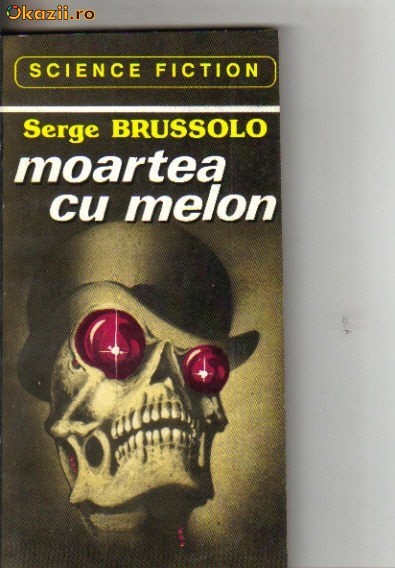 Okazii.ro
SCIENCE FICTION
Serge BRUSSOLO
moartea
cu melon